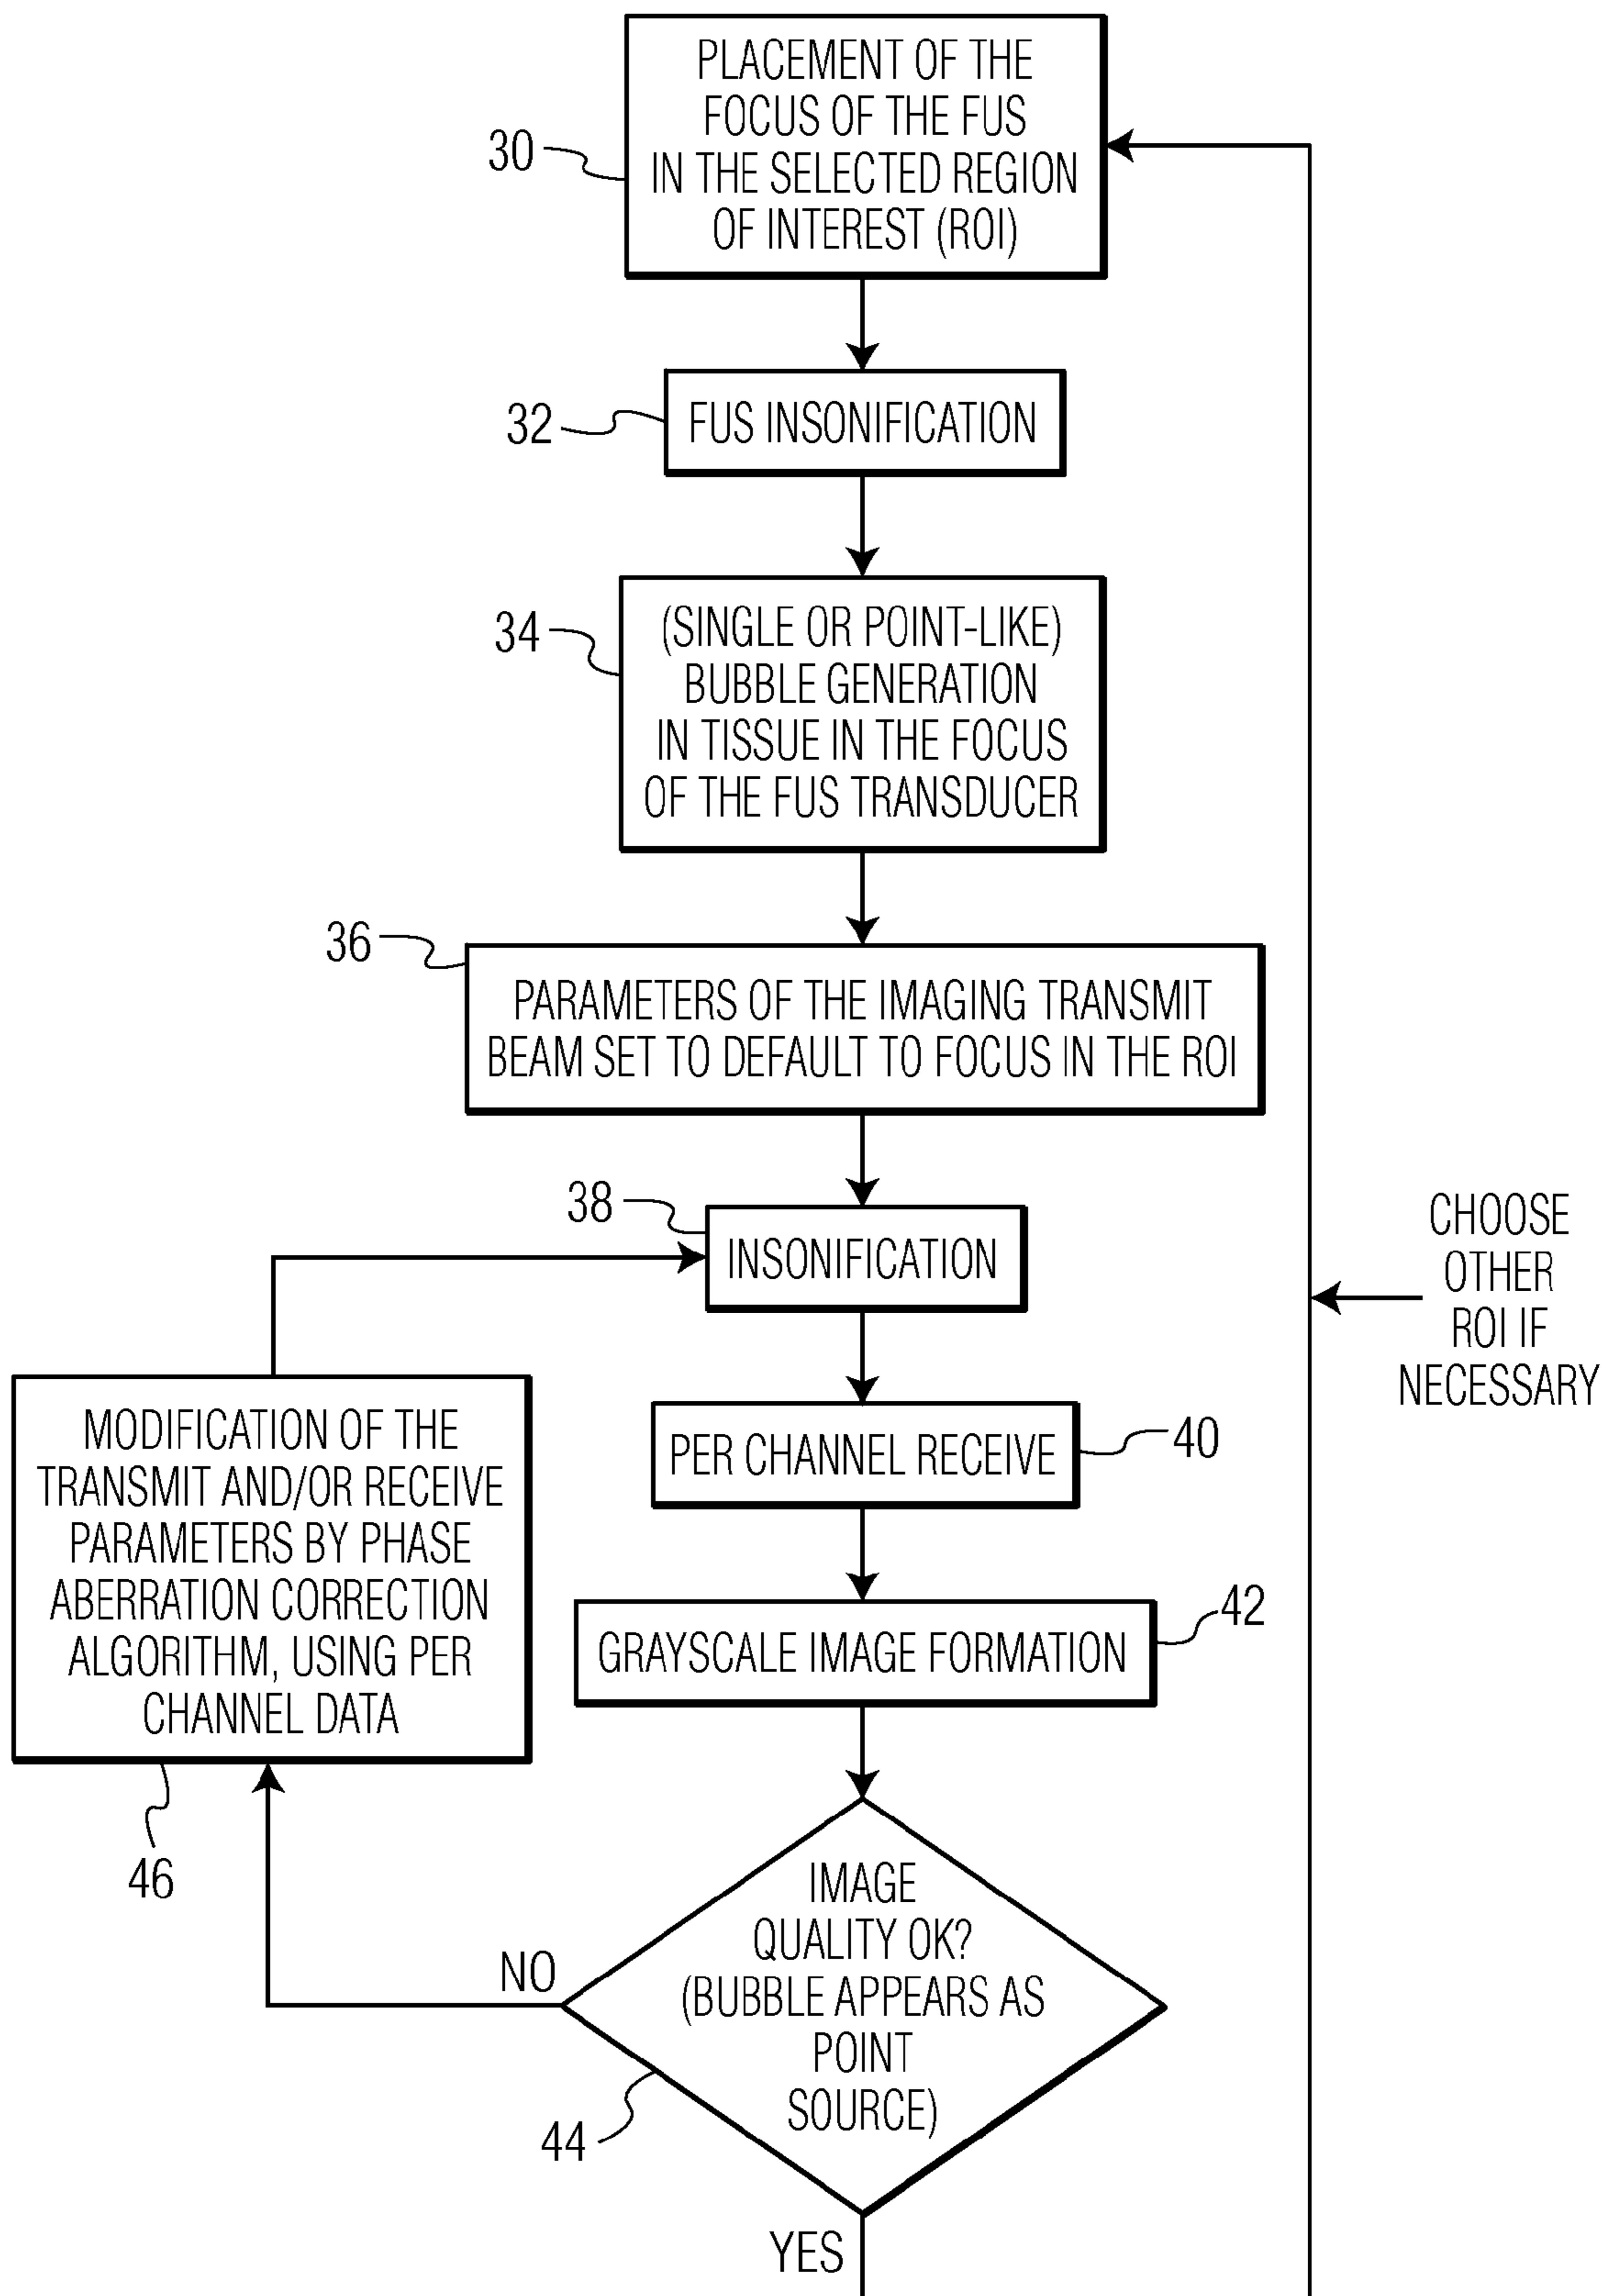 PLACEMENT OF THE
FOCUS OF THE FUS
IN THE SELECTED REGION
OF INTEREST (ROI)
30
32
FUS INSONIFICATION
34
(SINGLE OR POINT-LIKE)
BUBBLE GENERATION
IN TISSUE IN THE FOCUS
OF THE FUS TRANSDUCER
36
PARAMETERS OF THE IMAGING TRANSMIT
BEAM SET TO DEFAULT TO FOCUS IN THE ROI
38
INSONIFICATION
CHOOSE
OTHER
ROI IF
NECESSARY
PER CHANNEL RECEIVE
40
MODIFICATION OF THE
TRANSMIT AND/OR RECEIVE
PARAMETERS BY PHASE
ABERRATION CORRECTION
ALGORITHM, USING PER
CHANNEL DATA
46
GRAYSCALE IMAGE FORMATION
42
IMAGE
QUALITY OK?
(BUBBLE APPEARS AS
POINT
SOURCE)
NO
44
YES